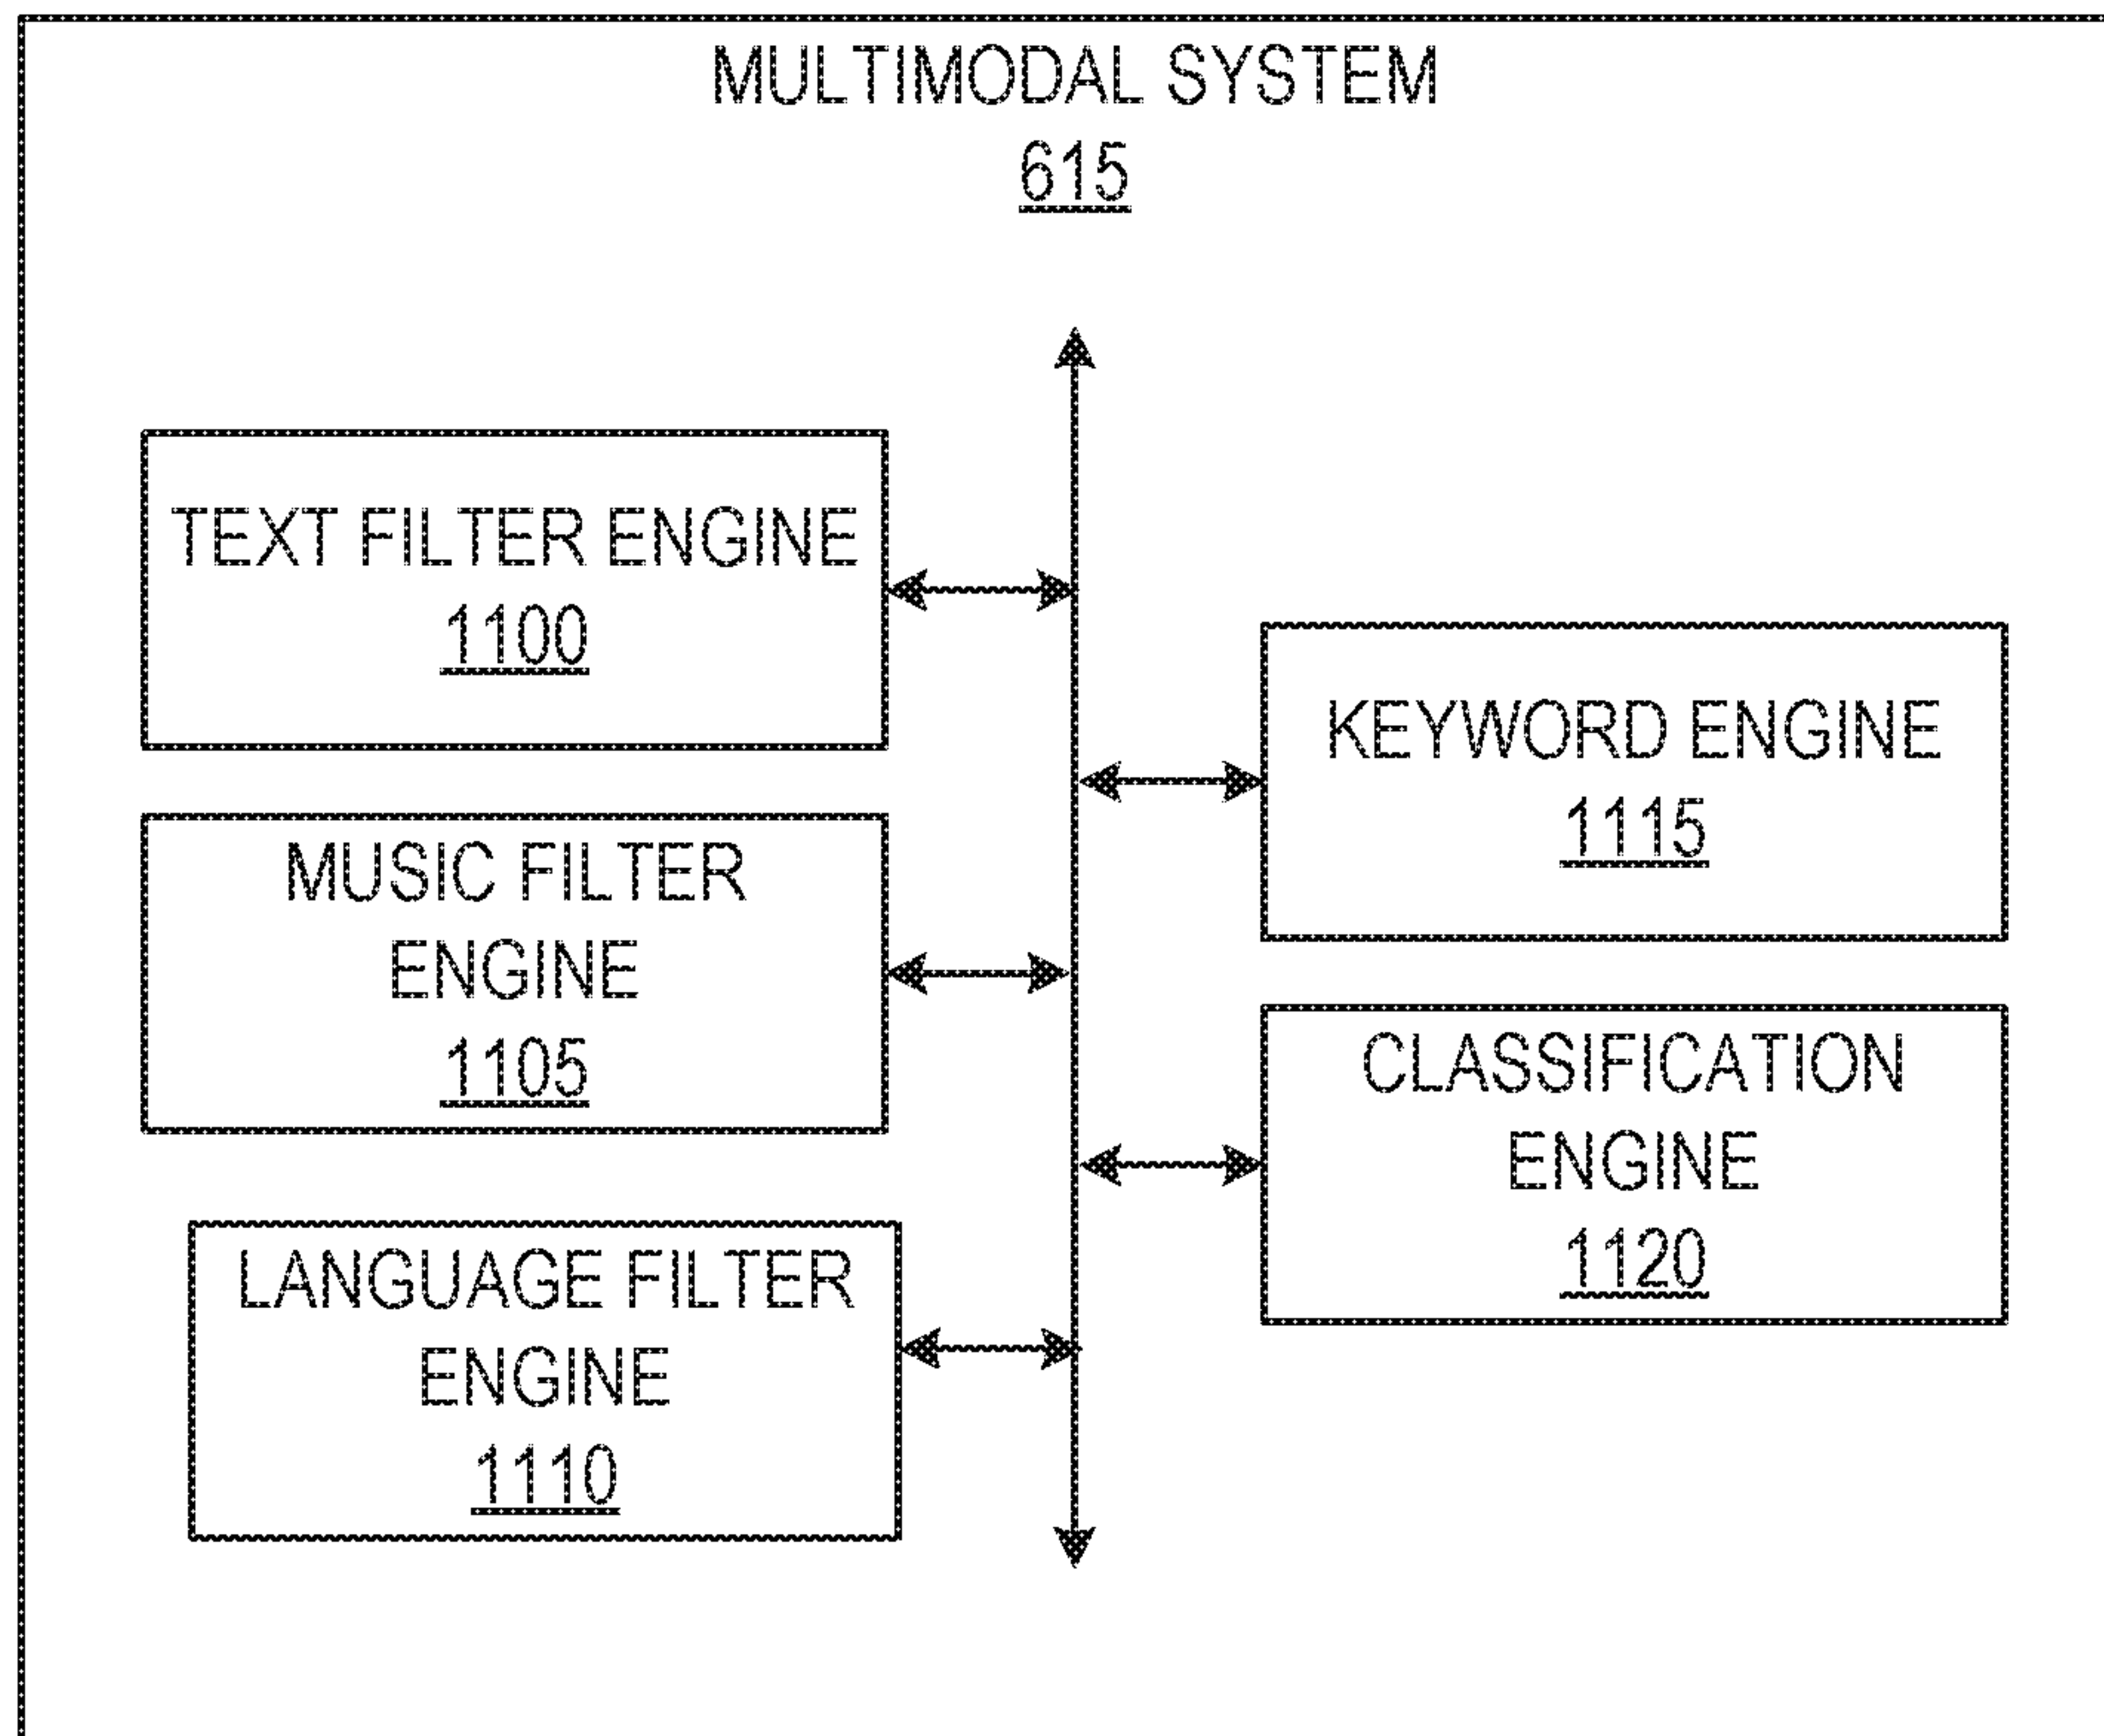 MULTIMODAL SYSTEM
615
TEXT FILTER ENGINE
1100
MUSIC FILTER
ENGINE
1105
LANGUAGE FILTER
ENGINE
1110
KEYWORD ENGINE
1115
CLASSIFICATION
ENGINE
1120